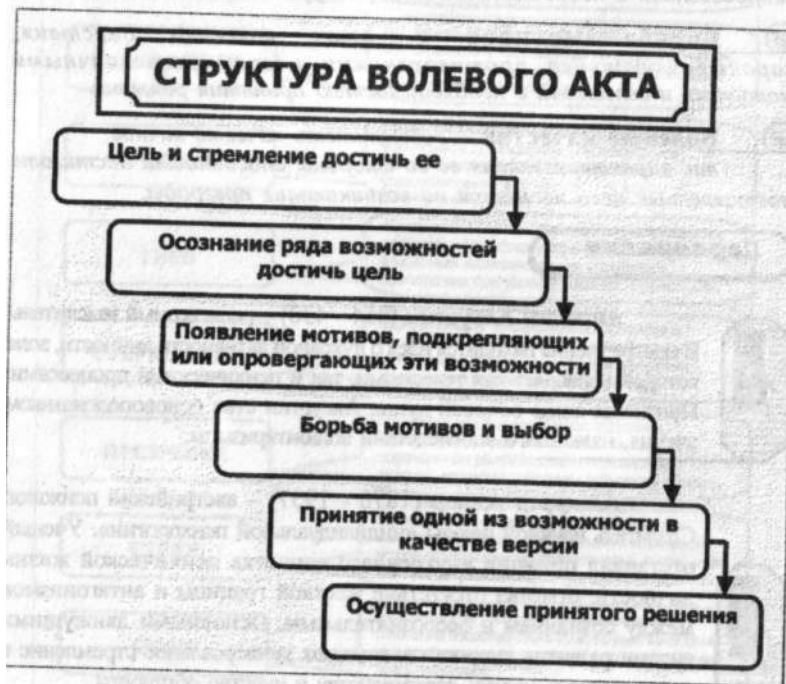 СТРУКТУРА ВОЛЕВОГО АКТА
Цель и стремление достичь ее
Осознание ряда возможностей
достичь цель
Появление мотивов, подкрепляющих
или опровергающих эти возможности
Борьба мотивов и выбор
Принятие одной из возможности в
качестве версии
Осуществление принятого решения